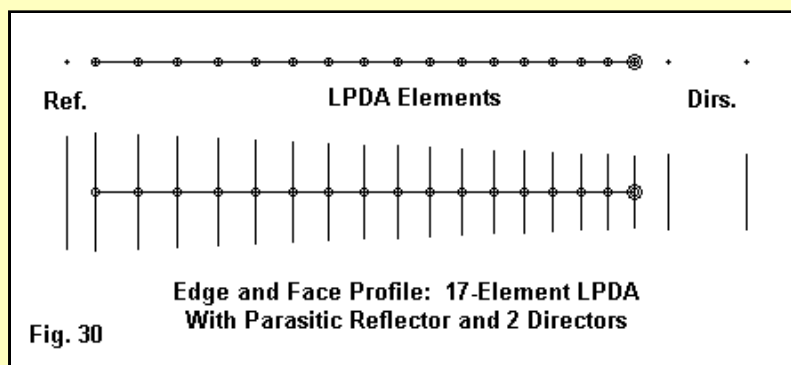 Ref.
LPDA Elements
Dirs.
Edge and Face Profile: 17-Element LPDA
With Parasitic Reflector and 2 Directors
Fig. 30